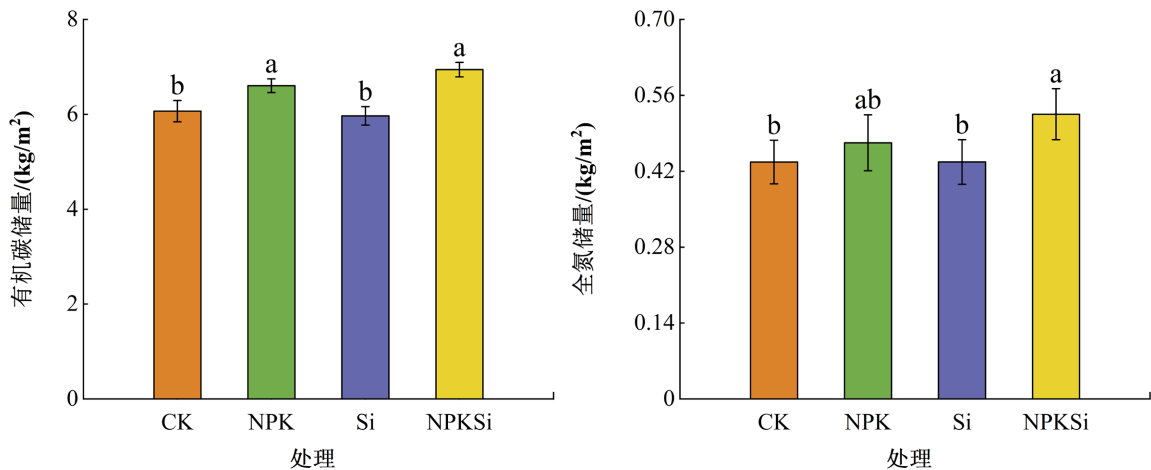 有机碳储量/(kg/m²)
8
6
4
2
0
b
a
b
a
CK
NPK
Si
NPKSi
处理
全氮储量/(kg/m²)
0.70
0.56
0.42
0.28
0.14
0
b
ab
b
a
CK
NPK
Si
NPKSi
处理